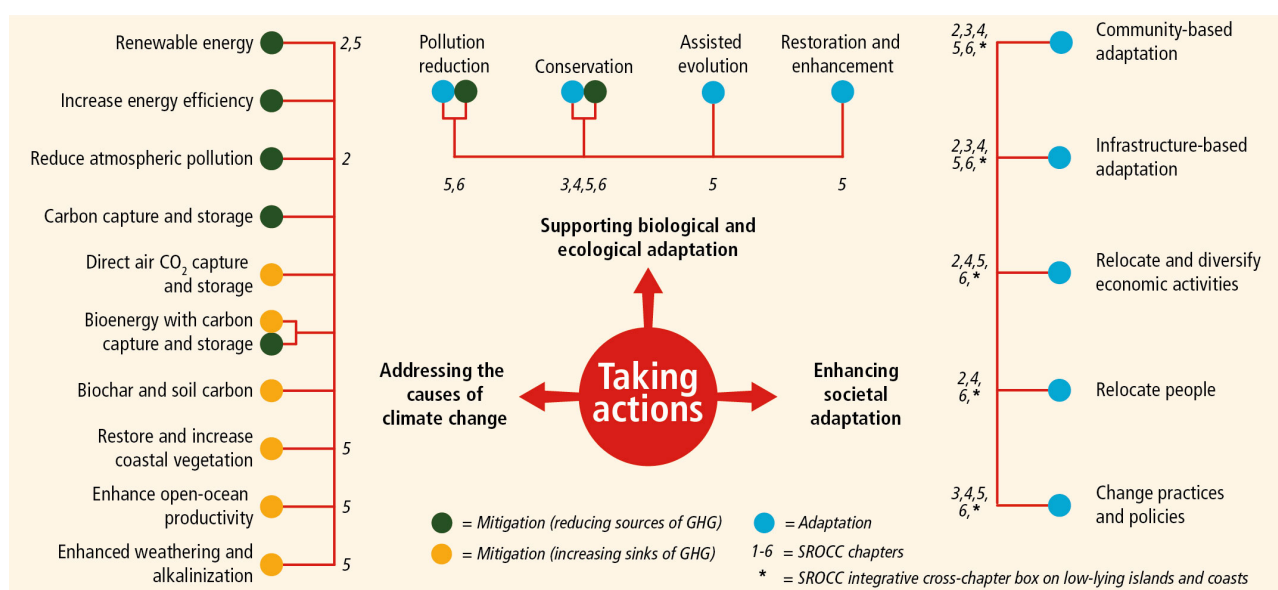 Renewable energy
2,5
Increase energy efficiency
Reduce atmospheric pollution
2
Carbon capture and storage
Direct air CO₂ capture
and storage
Bioenergy with carbon
capture and storage
Biochar and soil carbon
Restore and increase
coastal vegetation
5
Enhance open-ocean
productivity
5
Enhanced weathering and
alkalinization
5
Pollution
reduction
Conservation
Assisted
evolution
Restoration and
enhancement
5,6
3,4,5,6
5
5
Supporting biological and
ecological adaptation
Addressing the
causes of
climate change
Taking
actions
Enhancing
societal
adaptation
2,3,4,
5,6,*
Community-based
adaptation
2,3,4,
5,6,*
Infrastructure-based
adaptation
2,4,5,
6,*
Relocate and diversify
economic activities
2,4,
6,*
Relocate people
3,4,5,
6,*
Change practices
and policies
= Mitigation (reducing sources of GHG)
= Mitigation (increasing sinks of GHG)
= Adaptation
1-6 = SROCC chapters
* = SROCC integrative cross-chapter box on low-lying islands and coasts